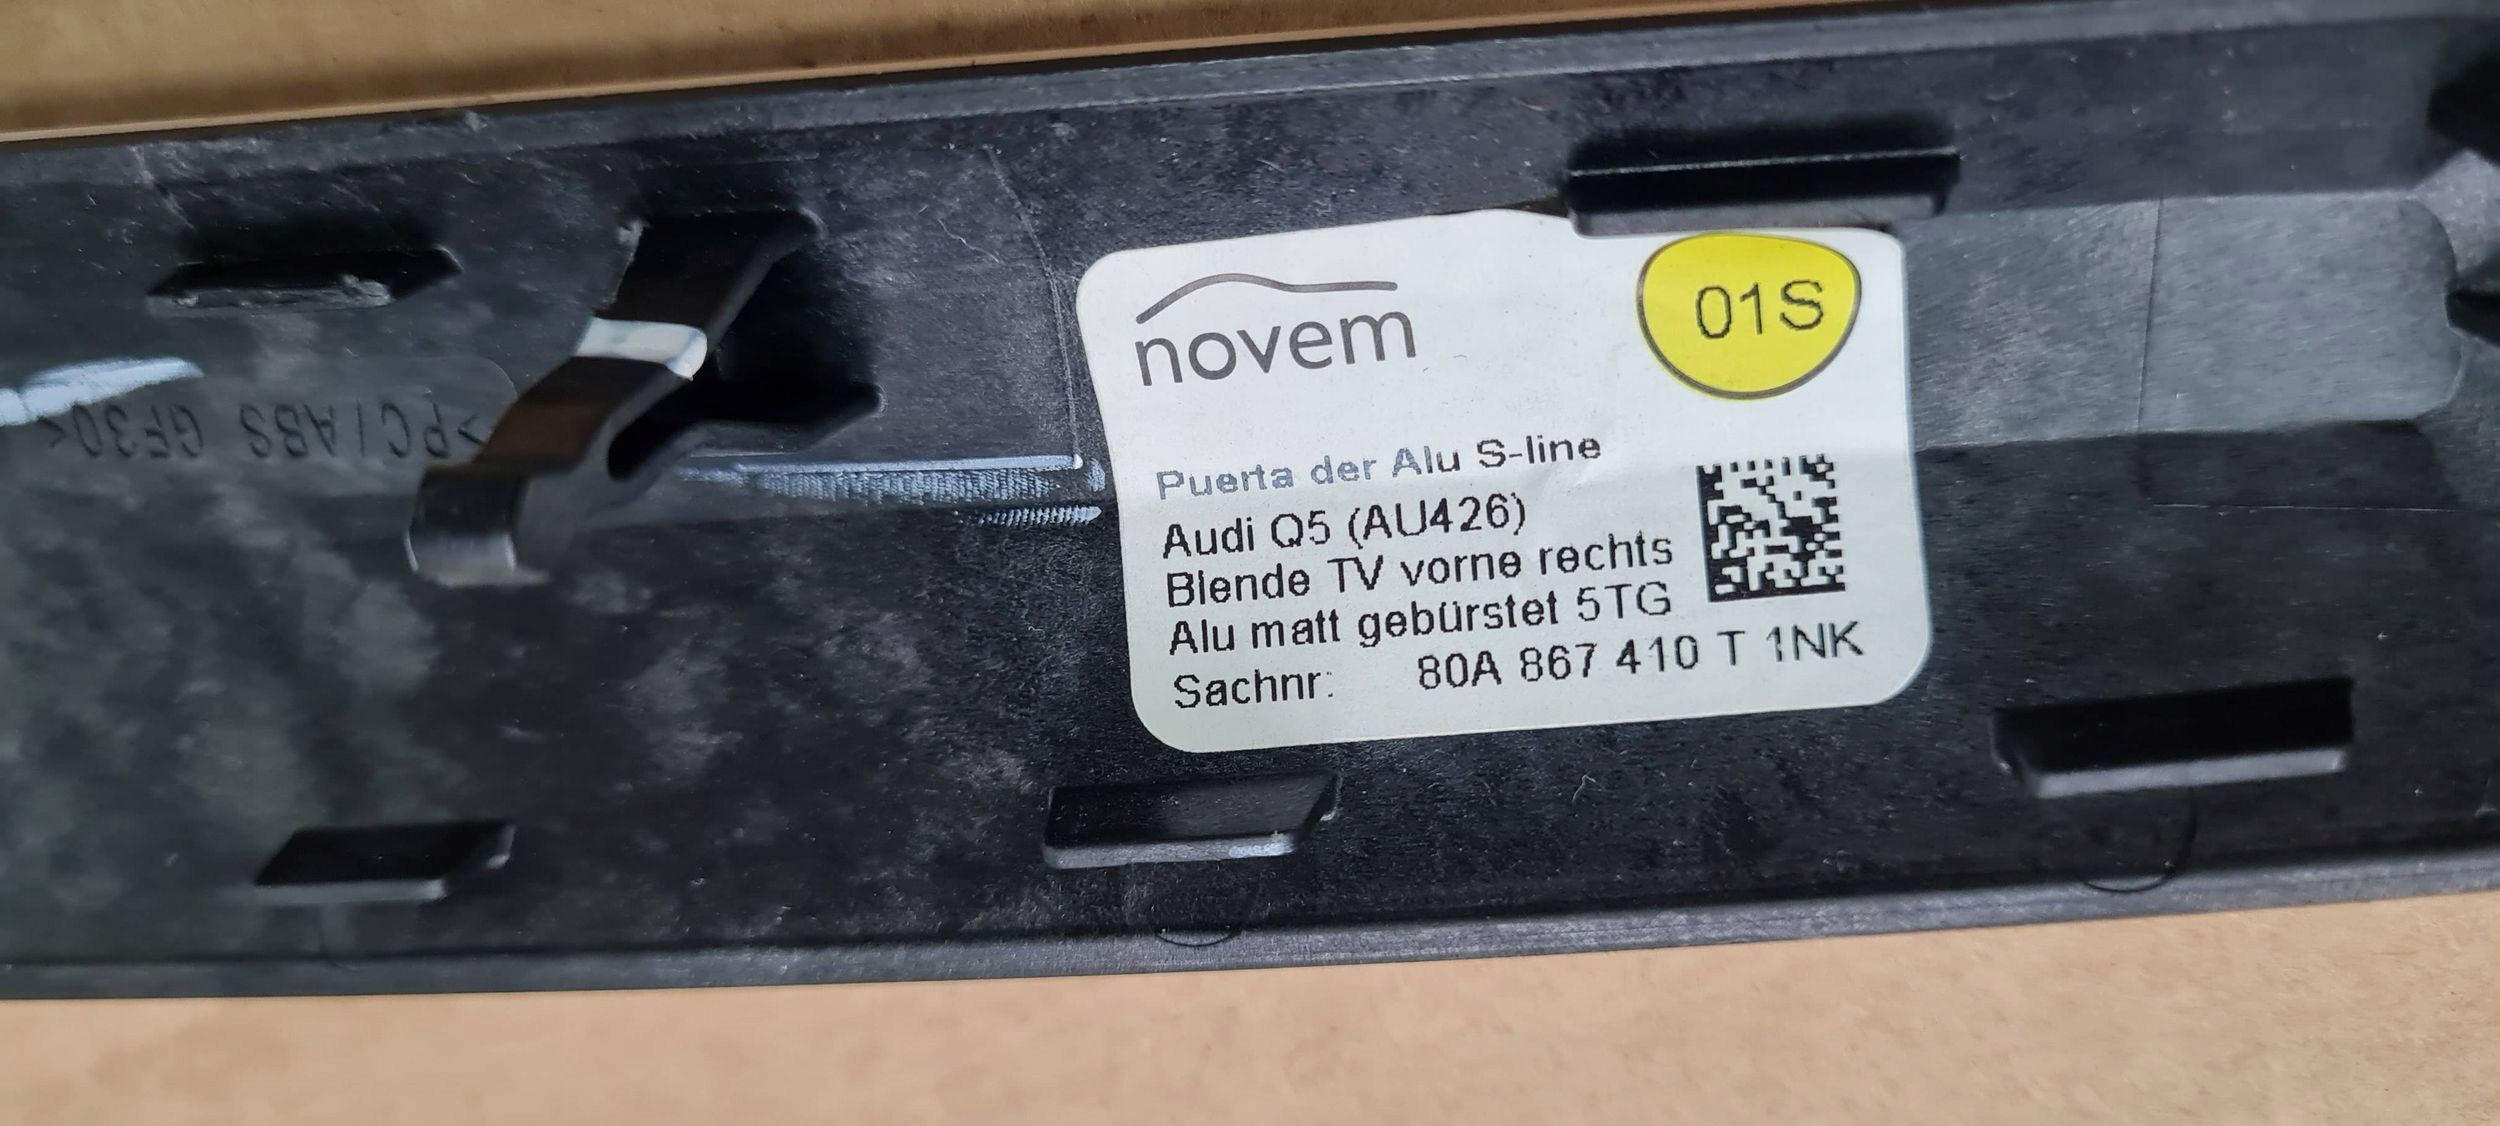 novem
01S
Puerta der Alu S-line
Audi Q5 (AU426)
Blende TV vorne rechts
Alu matt gebürstet 5TG
Sachnr: 80A 867 410 T 1NK
>PC/ABS GF30<